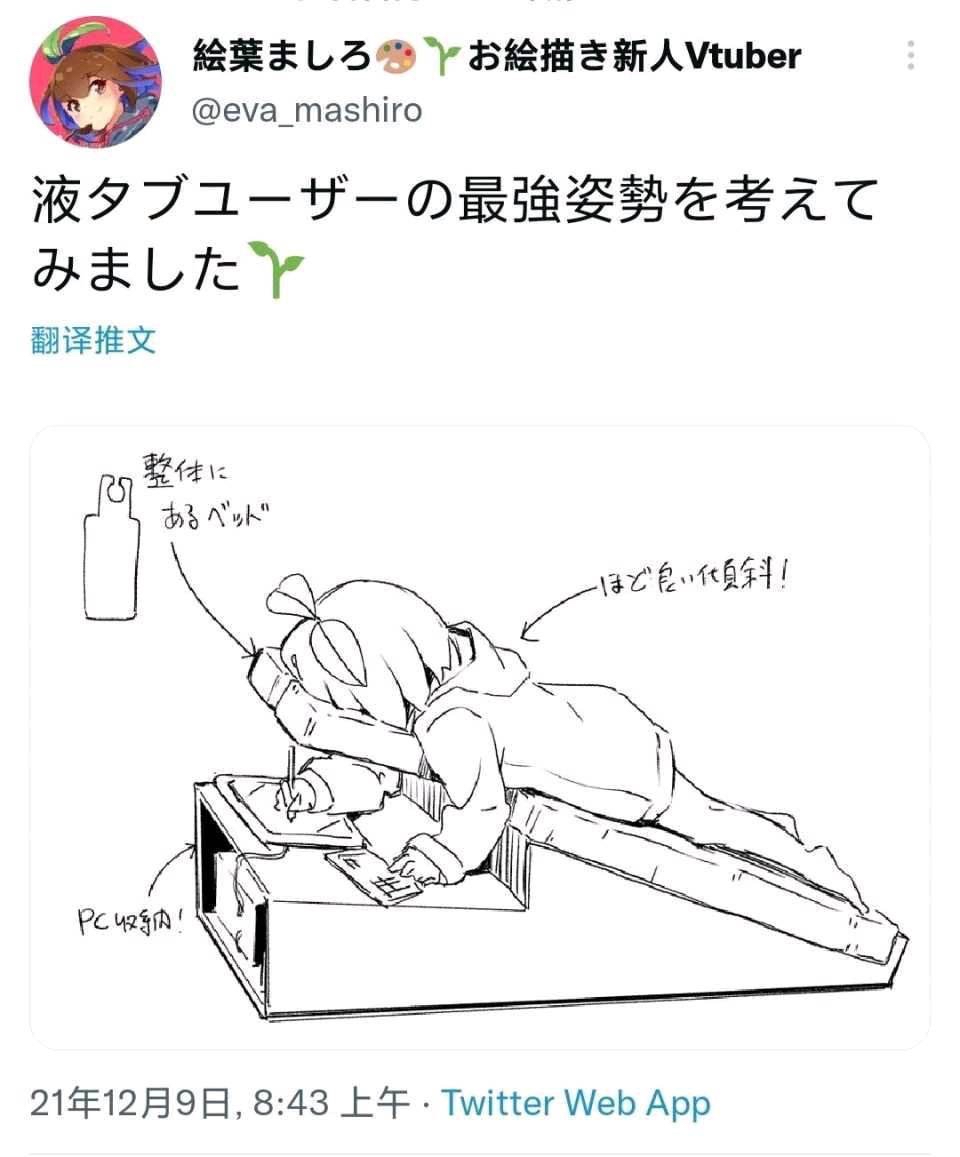 絵葉ましろ🎨🌱お絵描き新人Vtuber
@eva_mashiro
液タブユーザーの最強姿勢を考えて
みました🌱
翻译推文
整体に
あるベッド
ほど良い傾斜!
PC収納!
21年12月9日, 8:43 上午 · Twitter Web App